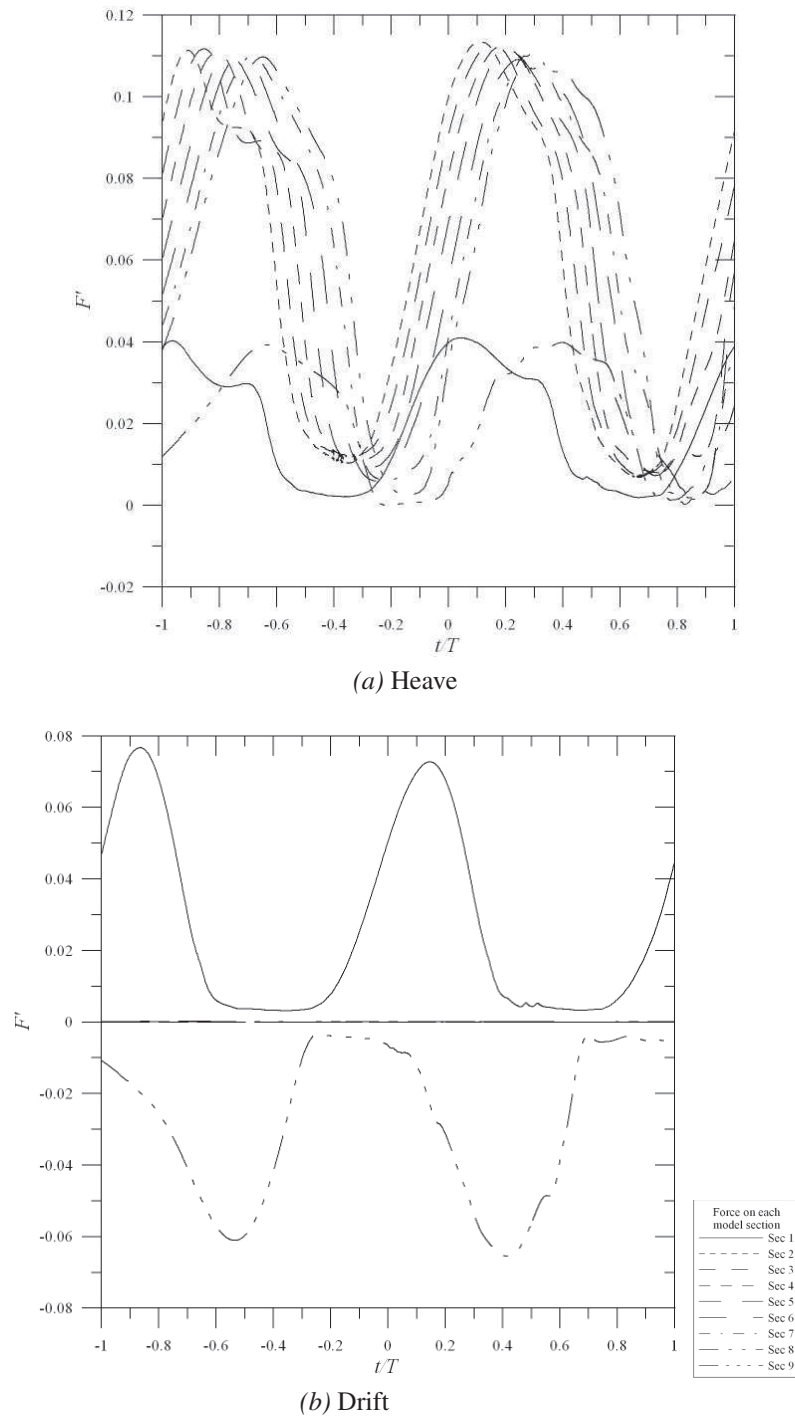 0.12
0.1
0.08
0.06
F'
0.04
0.02
0
-0.02
-1 -0.8 -0.6 -0.4 -0.2 0 0.2 0.4 0.6 0.8 1
t/T
(a) Heave
0.08
0.06
0.04
0.02
F'
0
-0.02
-0.04
-0.06
-0.08
-1 -0.8 -0.6 -0.4 -0.2 0 0.2 0.4 0.6 0.8 1
t/T
(b) Drift
Force on each
model section
Sec 1
Sec 2
Sec 3
Sec 4
Sec 5
Sec 6
Sec 7
Sec 8
Sec 9